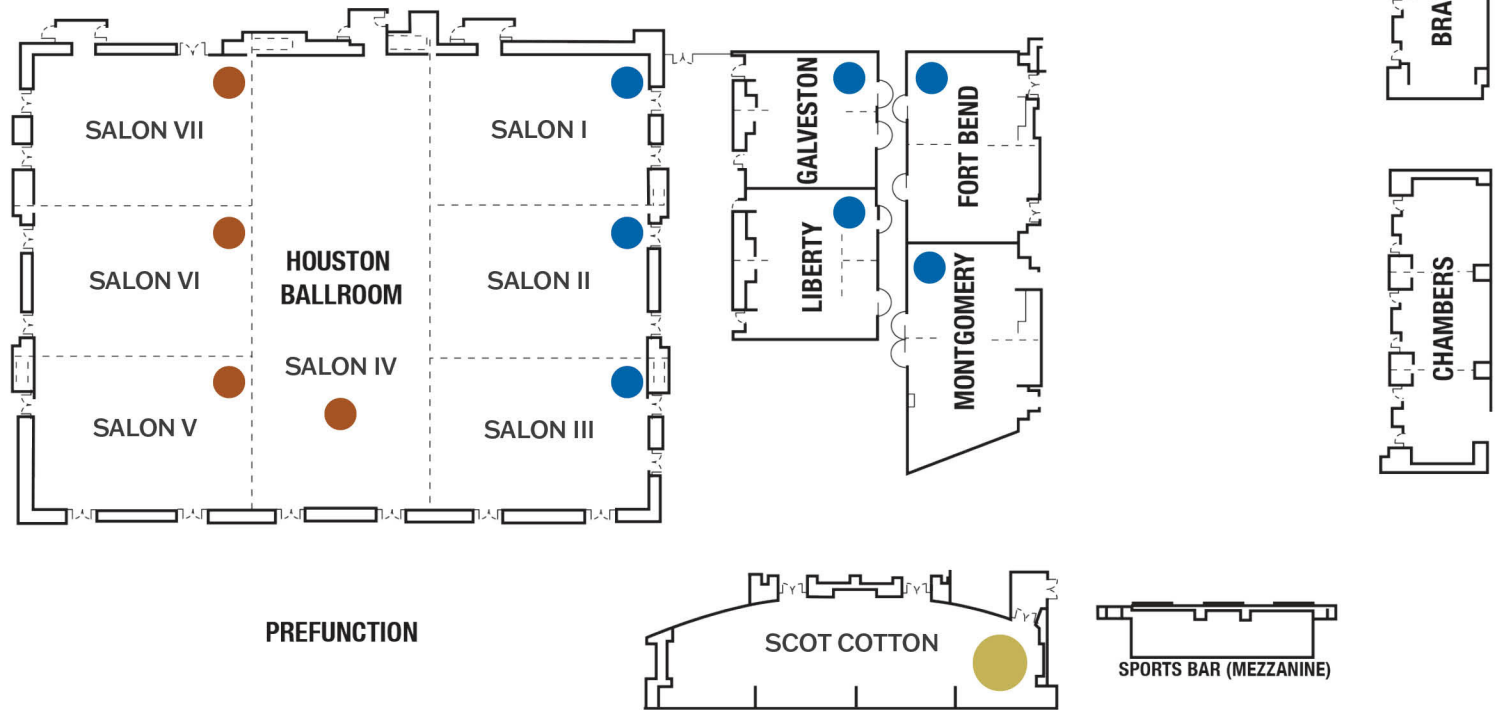 BRA
SALON VII
SALON I
GALVESTON
FORT BEND
SALON VI
HOUSTON
BALLROOM
SALON II
LIBERTY
MONTGOMERY
CHAMBERS
SALON IV
SALON V
SALON III
PREFUNCTION
SCOT COTTON
SPORTS BAR (MEZZANINE)